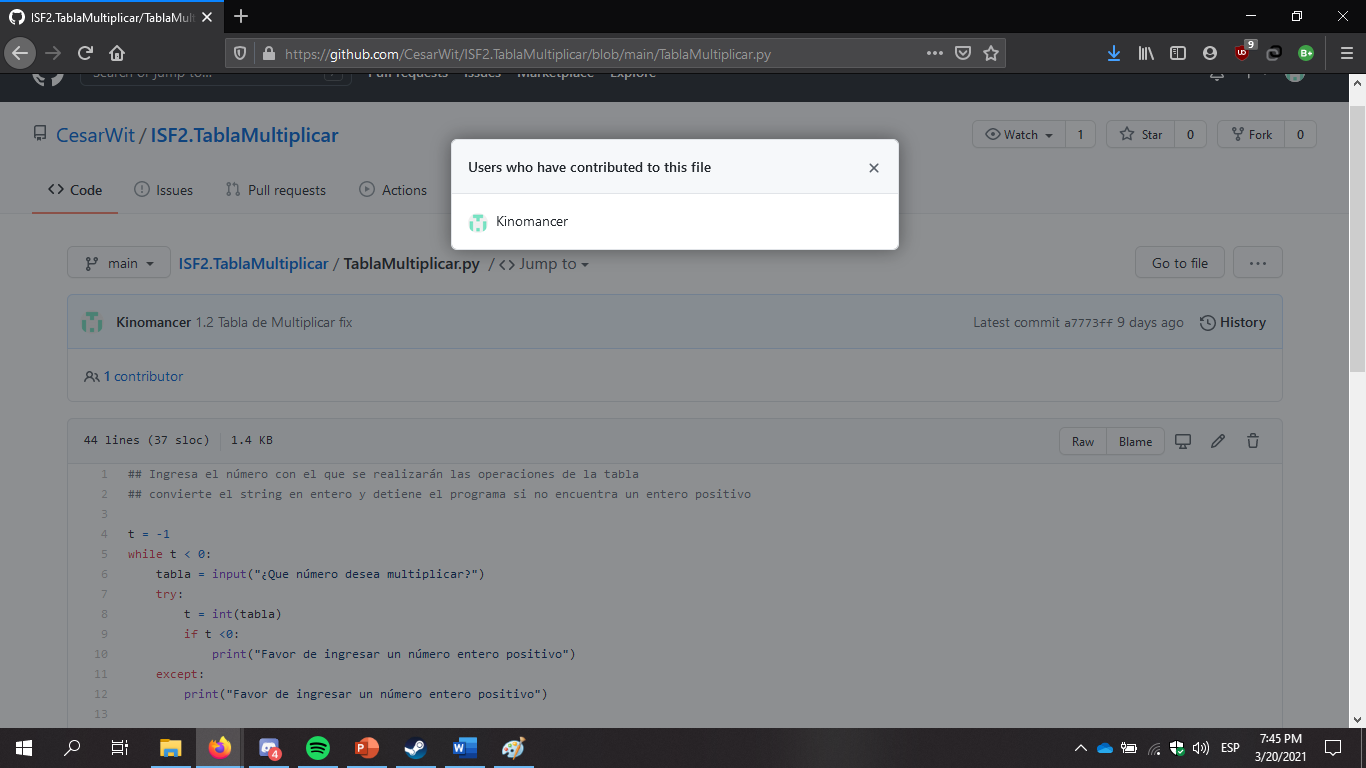 ISF2.TablaMultiplicar/TablaMult
https://github.com/CesarWit/ISF2.TablaMultiplicar/blob/main/TablaMultiplicar.py
9
Search or jump to... / Pull requests Issues Marketplace Explore
CesarWit / ISF2.TablaMultiplicar
Watch 1 Star 0 Fork 0
Users who have contributed to this file
Code Issues Pull requests Actions
Kinomancer
main ISF2.TablaMultiplicar / TablaMultiplicar.py / <> Jump to Go to file ...
Kinomancer 1.2 Tabla de Multiplicar fix Latest commit a7773ff 9 days ago History
1 contributor
44 lines (37 sloc) 1.4 KB Raw Blame
1 ## Ingresa el número con el que se realizarán las operaciones de la tabla
2 ## convierte el string en entero y detiene el programa si no encuentra un entero positivo
3
4 t = -1
5 while t < 0:
6 tabla = input("¿Que número desea multiplicar?")
7 try:
8 t = int(tabla)
9 if t <0:
10 print("Favor de ingresar un número entero positivo")
11 except:
12 print("Favor de ingresar un número entero positivo")
13
4
ESP
7:45 PM
3/20/2021